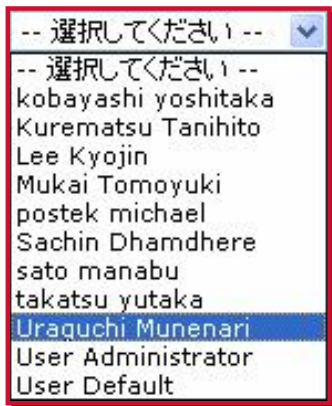 -- 選択してください --
-- 選択してください --
kobayashi yoshitaka
Kurematsu Tanihito
Lee Kyojin
Mukai Tomoyuki
postek michael
Sachin Dhamdhere
sato manabu
takatsu yutaka
Uraguchi Munenari
User Administrator
User Default